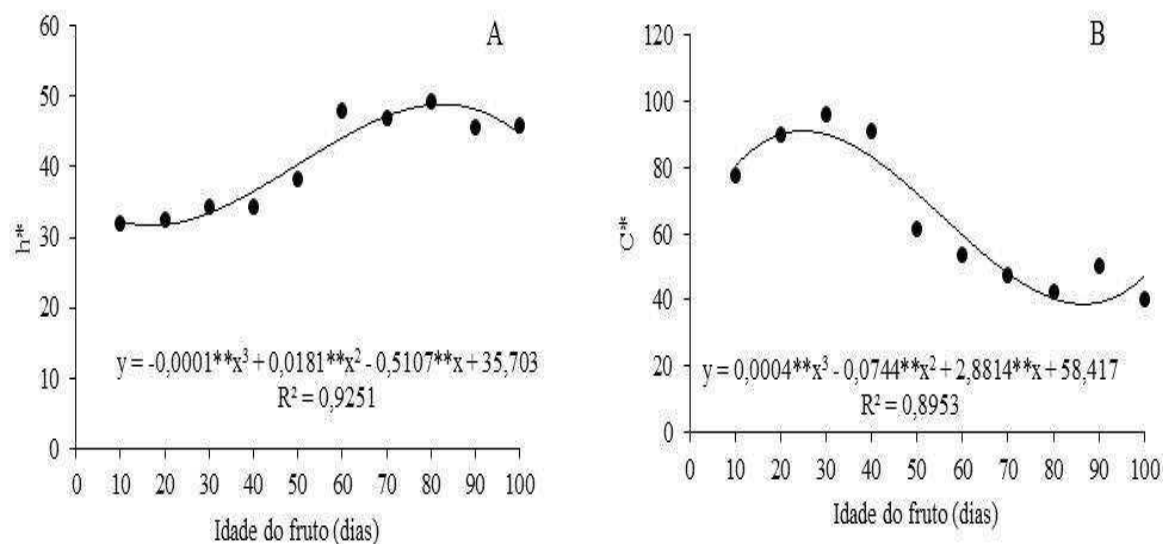 A
60
50
40
30
20
10
0
h*
y = -0,0001**x³ + 0,0181**x² - 0,5107**x + 35,703
R² = 0,9251
0 10 20 30 40 50 60 70 80 90 100
Idade do fruto (dias)
B
120
100
80
60
40
20
0
C*
y = 0,0004**x³ - 0,0744**x² + 2,8814**x + 58,417
R² = 0,8953
0 10 20 30 40 50 60 70 80 90 100
Idade do fruto (dias)